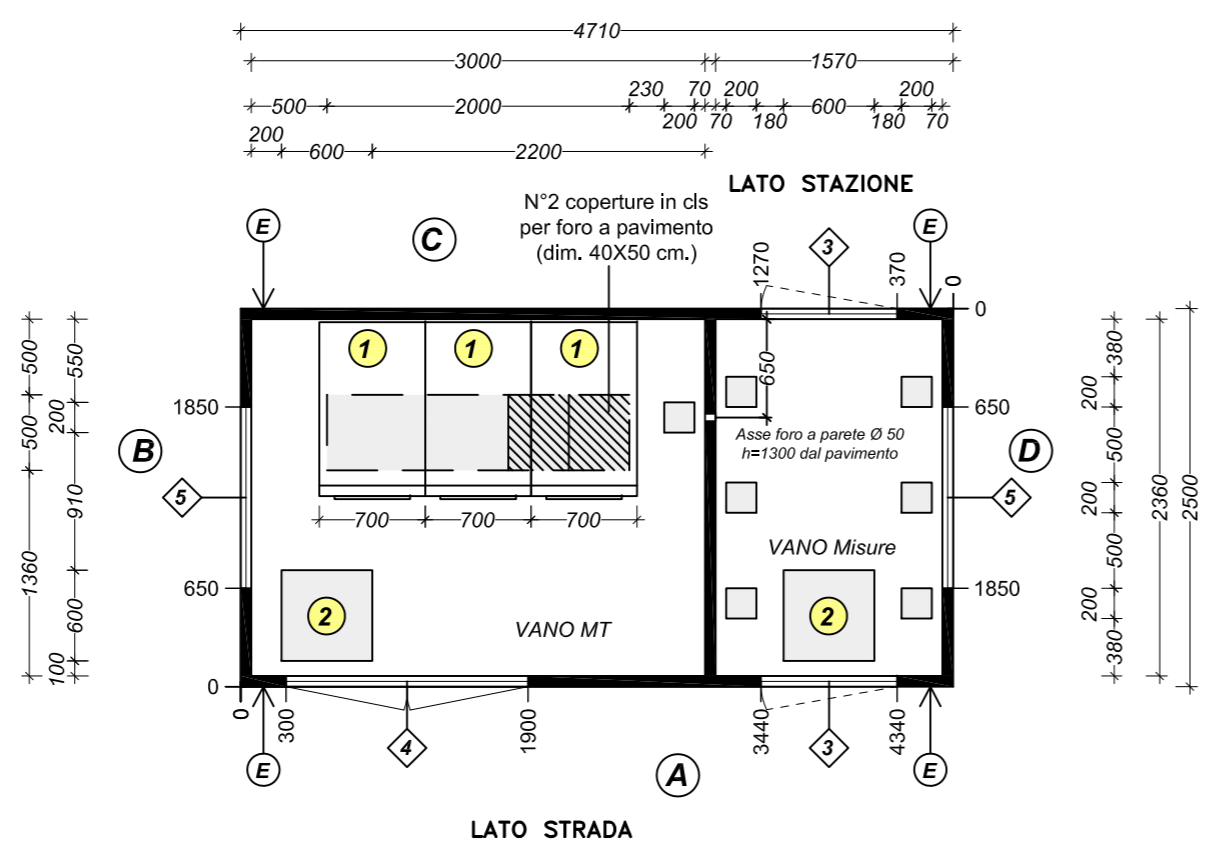 4710
3000 1570
230 70 200 200
500 2000 600
200 70 180 180 70
200
600 2200
LATO STAZIONE
N°2 coperture in cls
per foro a pavimento
(dim. 40X50 cm.)
E C 3 E
1270 370 0
0
1 1 1
500 550 650 380
200
1850 650
500 200 500
Asse foro a parete Ø 50
h=1300 dal pavimento
B D
5 5
910 200 2360 2500
700 700 700
VANO Misure
1360 500
650 1850
600 200
2 2
VANO MT
100 380
0
0 300 1900 3440 4340
4 3
E A E
LATO STRADA